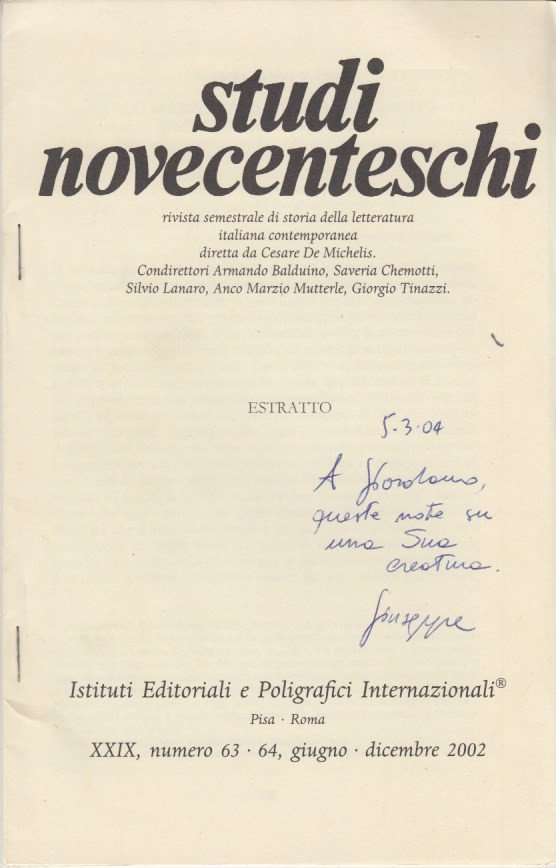 studi
novecenteschi
rivista semestrale di storia della letteratura
italiana contemporanea
diretta da Cesare De Michelis.
Condirettori Armando Balduino, Saveria Chemotti,
Silvio Lanaro, Anco Marzio Mutterle, Giorgio Tinazzi.
ESTRATTO
5.3.04
A Giordano,
queste note su
una Sua
creatura.
Giuseppe
Istituti Editoriali e Poligrafici Internazionali®
Pisa · Roma
XXIX, numero 63 · 64, giugno · dicembre 2002